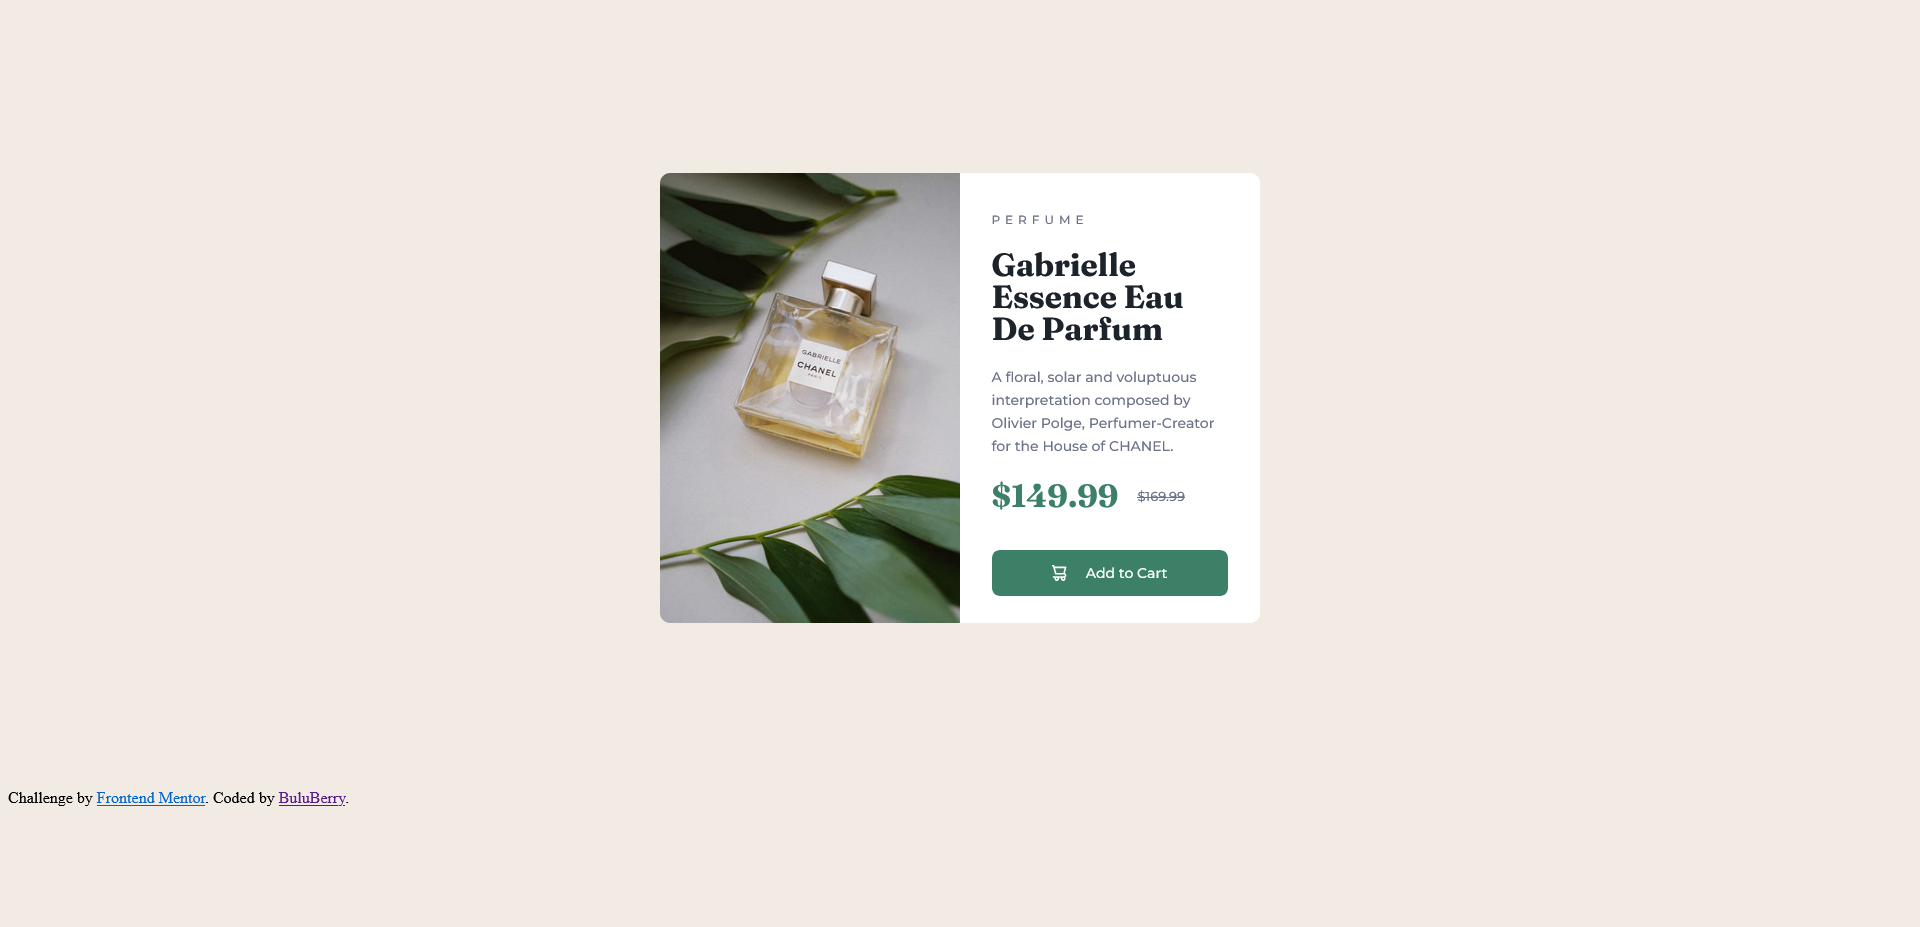 PERFUME
Gabrielle
Essence Eau
De Parfum
A floral, solar and voluptuous
interpretation composed by
Olivier Polge, Perfumer-Creator
for the House of CHANEL.
$149.99 $169.99
Add to Cart
GABRIELLE
CHANEL
PARIS
Challenge by Frontend Mentor. Coded by BuluBerry.